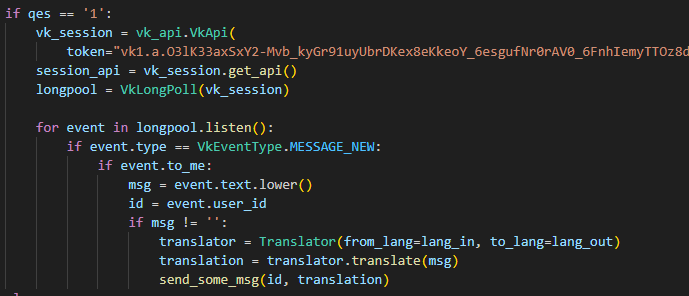 if qes == '1':
    vk_session = vk_api.VkApi(
        token="vk1.a.O3lK33axSxY2-Mvb_kyGr91uyUbrDKex8eKkeoY_6esgufNr0rAV0_6FnhIemyTTOz8d
    session_api = vk_session.get_api()
    longpool = VkLongPoll(vk_session)
    for event in longpool.listen():
        if event.type == VkEventType.MESSAGE_NEW:
            if event.to_me:
                msg = event.text.lower()
                id = event.user_id
                if msg != '':
                    translator = Translator(from_lang=lang_in, to_lang=lang_out)
                    translation = translator.translate(msg)
                    send_some_msg(id, translation)